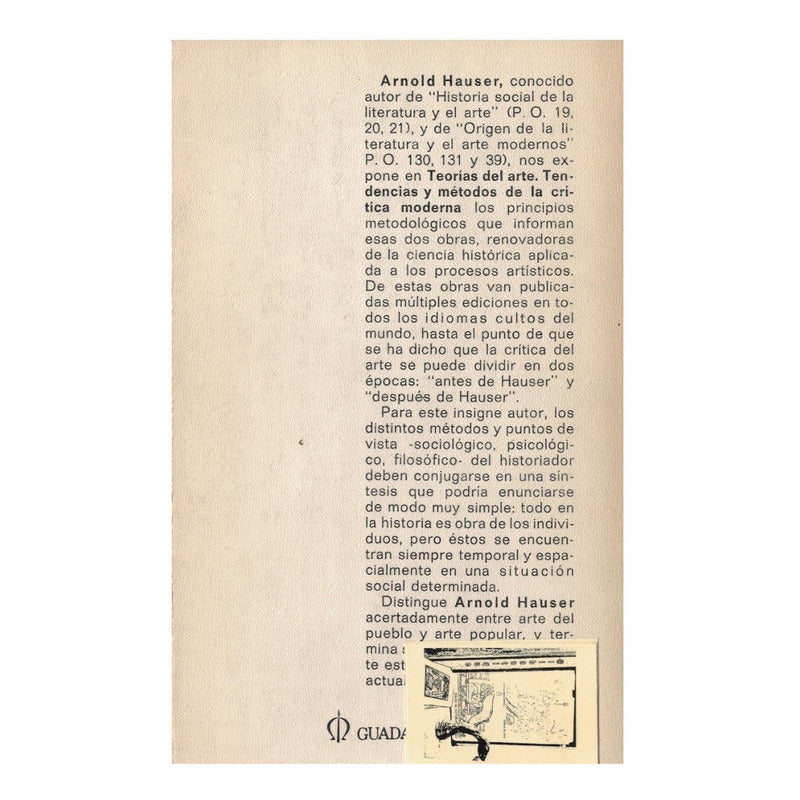 Arnold Hauser, conocido
autor de "Historia social de la
literatura y el arte" (P. O. 19,
20, 21), y de "Origen de la li-
teratura y el arte modernos"
P. O. 130, 131 y 39), nos ex-
pone en Teorías del arte. Ten-
dencias y métodos de la crí-
tica moderna los principios
metodológicos que informan
esas dos obras, renovadoras
de la ciencia histórica aplica-
da a los procesos artísticos.
De estas obras van publica-
das múltiples ediciones en to-
dos los idiomas cultos del
mundo, hasta el punto de que
se ha dicho que la crítica del
arte se puede dividir en dos
épocas: "antes de Hauser" y
"después de Hauser".
Para este insigne autor, los
distintos métodos y puntos de
vista -sociológico, psicológi-
co, filosófico- del historiador
deben conjugarse en una sín-
tesis que podría enunciarse
de modo muy simple: todo en
la historia es obra de los indivi-
duos, pero éstos se encuen-
tran siempre temporal y espa-
cialmente en una situación
social determinada.
Distingue Arnold Hauser
acertadamente entre arte del
pueblo y arte popular, y ter-
mina
te
GUADA